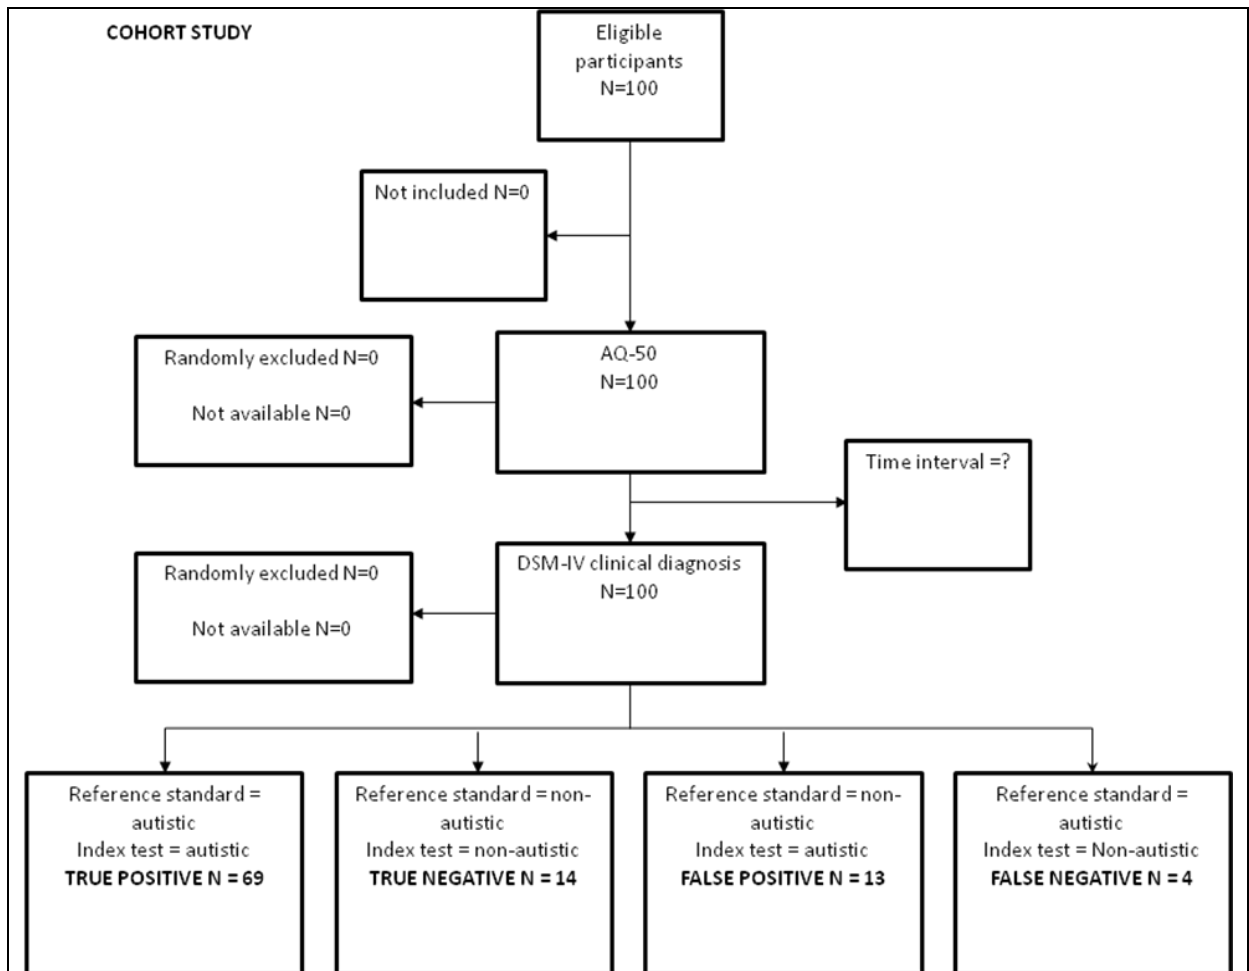 COHORT STUDY
Eligible
participants
N=100
Not included N=0
Randomly excluded N=0
Not available N=0
AQ-50
N=100
Time interval =?
Randomly excluded N=0
Not available N=0
DSM-IV clinical diagnosis
N=100
Reference standard =
autistic
Index test = autistic
TRUE POSITIVE N = 69
Reference standard = non-
autistic
Index test = non-autistic
TRUE NEGATIVE N = 14
Reference standard = non-
autistic
Index test = autistic
FALSE POSITIVE N = 13
Reference standard =
autistic
Index test = Non-autistic
FALSE NEGATIVE N = 4